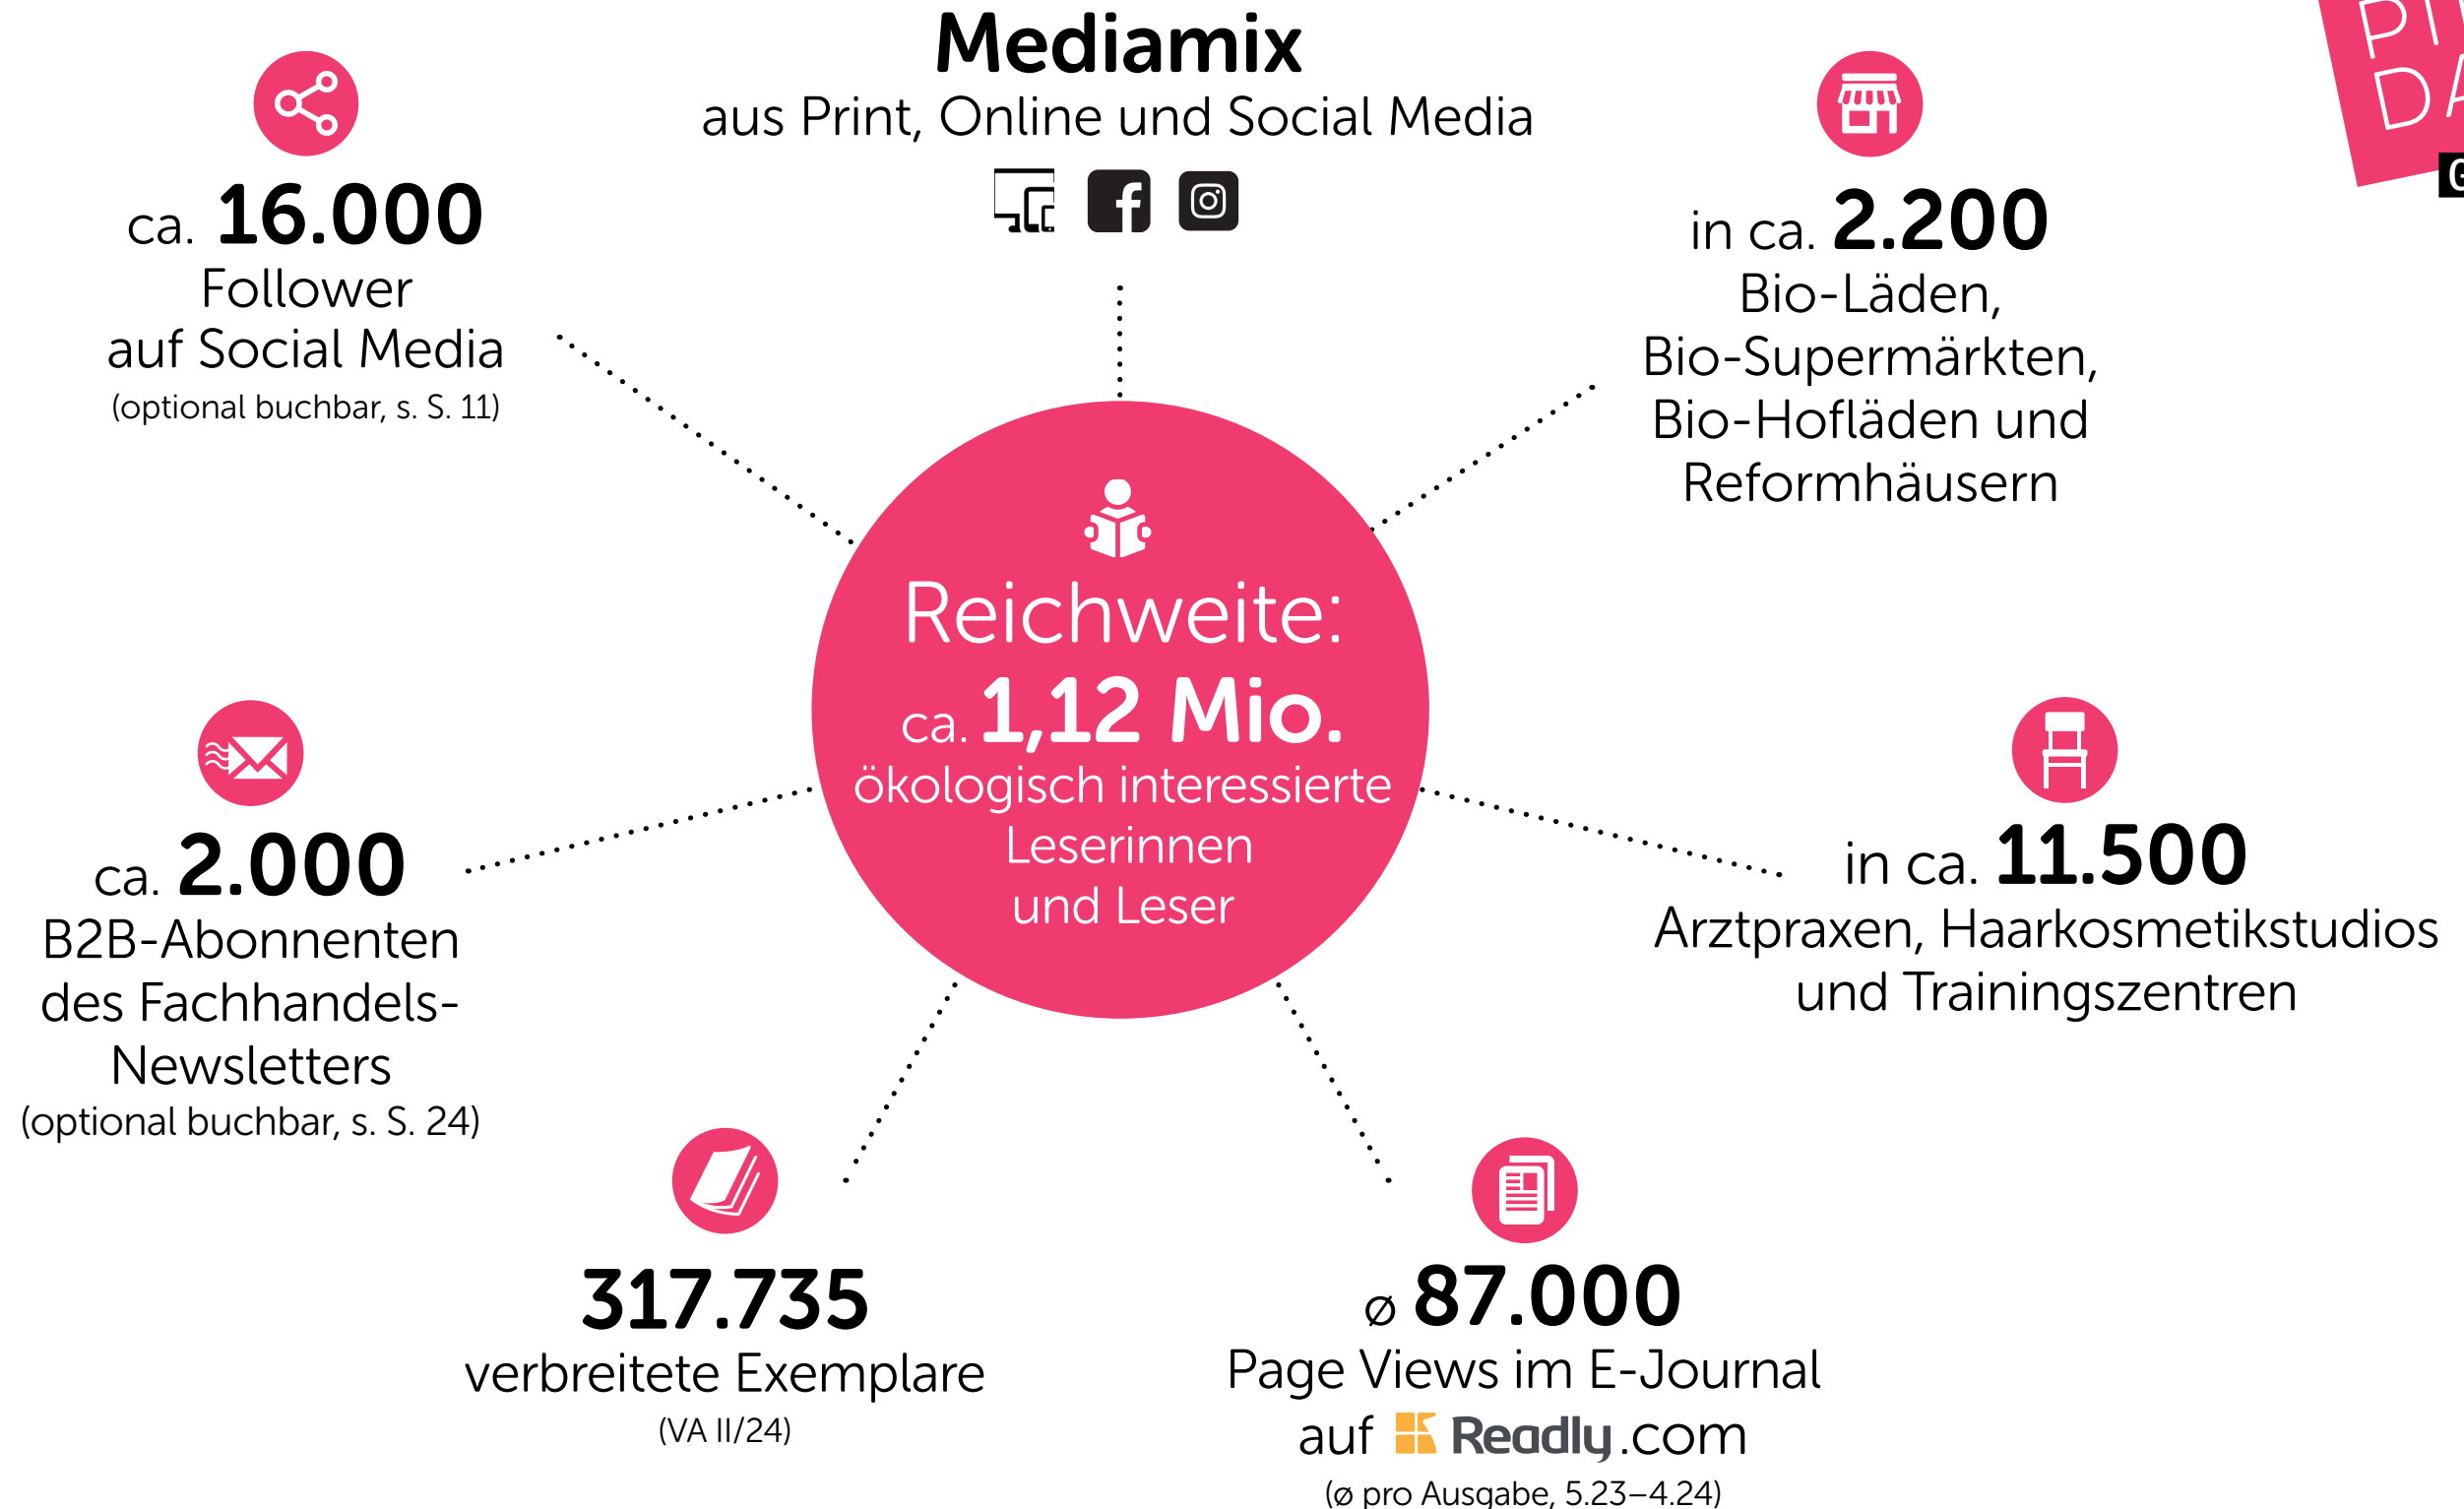 Mediamix
aus Print, Online und Social Media
ca. 16.000
Follower
auf Social Media
(optional buchbar, s. S. 11)
in ca. 2.200
Bio-Läden,
Bio-Supermärkten,
Bio-Hofläden und
Reformhäusern
Reichweite:
ca. 1,12 Mio.
ökologisch interessierte
Leserinnen
und Leser
ca. 2.000
B2B-Abonnenten
des Fachhandels-
Newsletters
(optional buchbar, s. S. 24)
in ca. 11.500
Arztpraxen, Haarkosmetikstudios
und Trainingszentren
317.735
verbreitete Exemplare
(VA II/24)
ø 87.000
Page Views im E-Journal
auf Readly.com
(ø pro Ausgabe, 5.23–4.24)